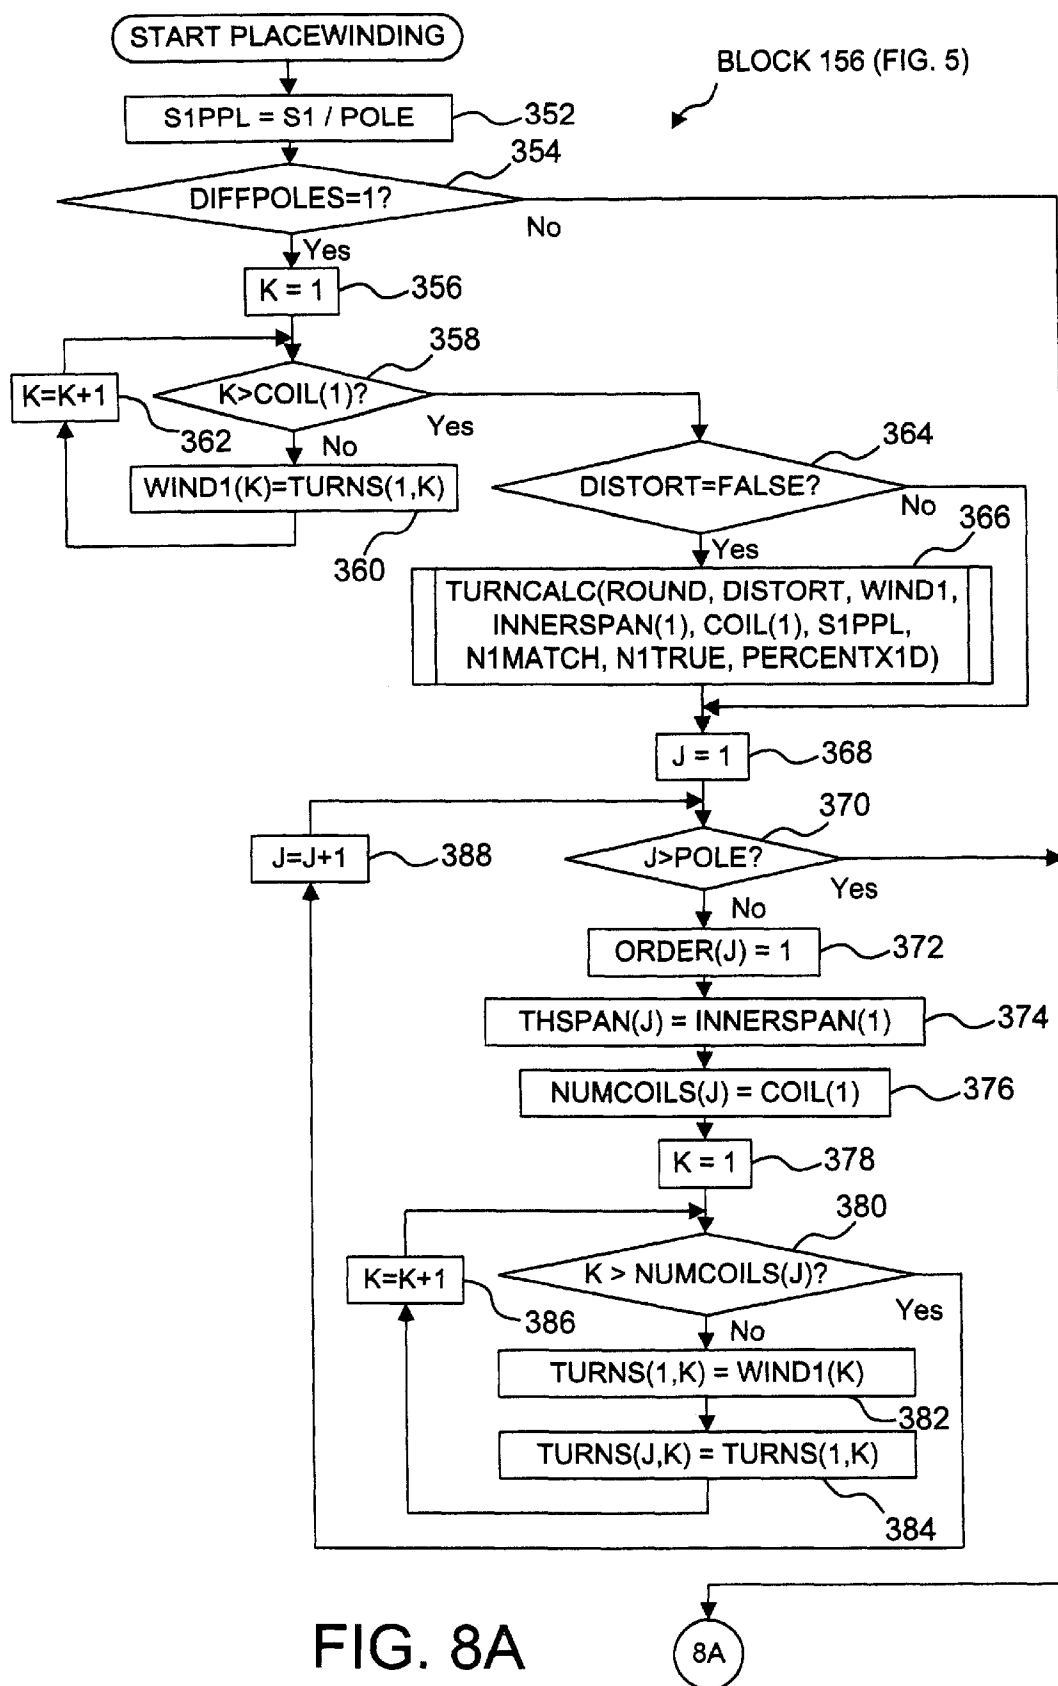 START PLACEWINDING
BLOCK 156 (FIG. 5)
S1PPL = S1 / POLE
352
354
DIFFPOLES=1?
No
Yes
K = 1
356
358
K>COIL(1)?
K=K+1
362
Yes
No
364
WIND1(K)=TURNS(1,K)
DISTORT=FALSE?
No
360
Yes
366
TURNCALC(ROUND, DISTORT, WIND1,
INNERSPAN(1), COIL(1), S1PPL,
N1MATCH, N1TRUE, PERCENTX1D)
J = 1
368
370
J=J+1
388
J>POLE?
Yes
No
ORDER(J) = 1
372
THSPAN(J) = INNERSPAN(1)
374
NUMCOILS(J) = COIL(1)
376
K = 1
378
380
K=K+1
K > NUMCOILS(J)?
386
Yes
No
TURNS(1,K) = WIND1(K)
382
TURNS(J,K) = TURNS(1,K)
384
FIG. 8A
8A